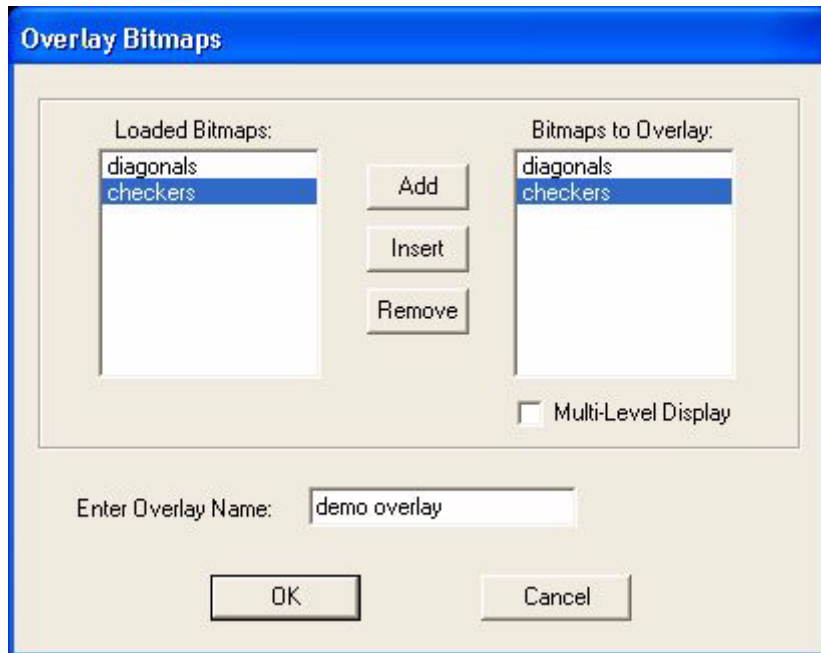 Overlay Bitmaps
Loaded Bitmaps:
diagonals
checkers
Add
Insert
Remove
Bitmaps to Overlay:
diagonals
checkers
Multi-Level Display
Enter Overlay Name:
demo overlay
OK
Cancel